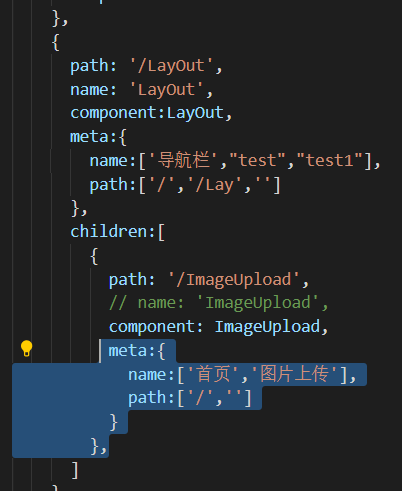 },
{
path: '/LayOut',
name: 'LayOut',
component:LayOut,
meta:{
name:['导航栏',"test","test1"],
path:['/','/Lay','']
},
children:[
{
path: '/ImageUpload',
// name: 'ImageUpload',
component: ImageUpload,
meta:{
name:['首页','图片上传'],
path:['/','']
}
},
]